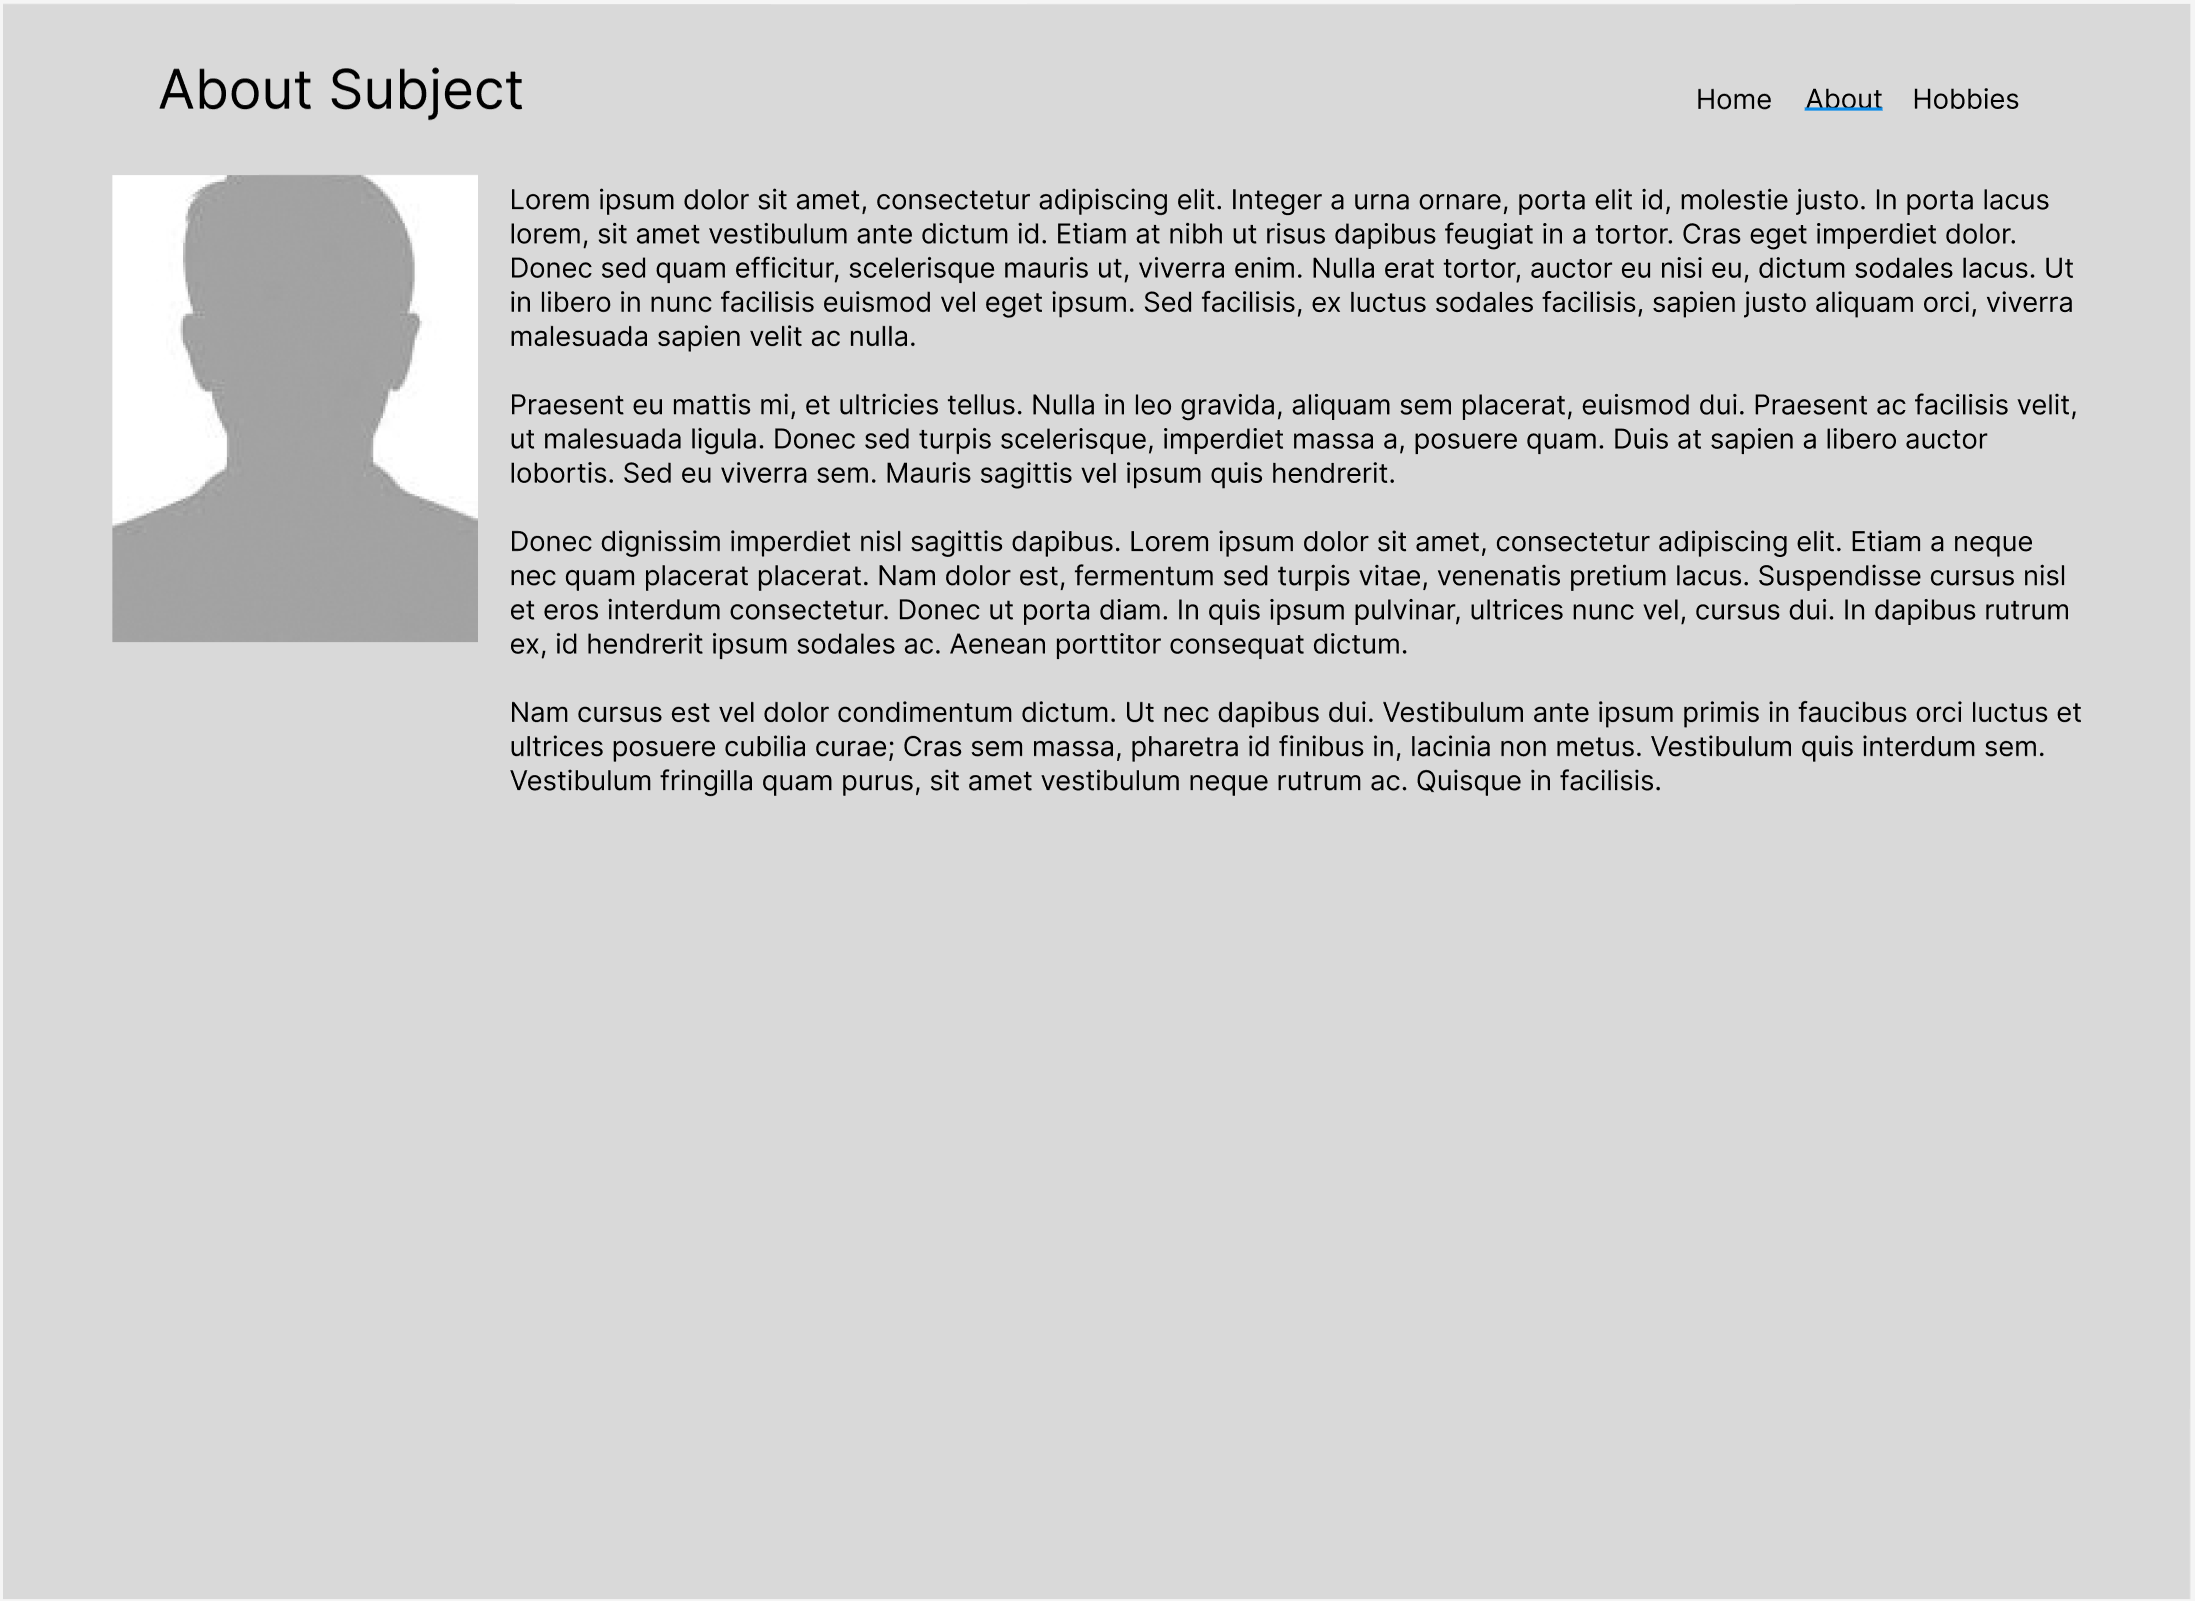 About Subject
Home About Hobbies
Lorem ipsum dolor sit amet, consectetur adipiscing elit. Integer a urna ornare, porta elit id, molestie justo. In porta lacus
lorem, sit amet vestibulum ante dictum id. Etiam at nibh ut risus dapibus feugiat in a tortor. Cras eget imperdiet dolor.
Donec sed quam efficitur, scelerisque mauris ut, viverra enim. Nulla erat tortor, auctor eu nisi eu, dictum sodales lacus. Ut
in libero in nunc facilisis euismod vel eget ipsum. Sed facilisis, ex luctus sodales facilisis, sapien justo aliquam orci, viverra
malesuada sapien velit ac nulla.
Praesent eu mattis mi, et ultricies tellus. Nulla in leo gravida, aliquam sem placerat, euismod dui. Praesent ac facilisis velit,
ut malesuada ligula. Donec sed turpis scelerisque, imperdiet massa a, posuere quam. Duis at sapien a libero auctor
lobortis. Sed eu viverra sem. Mauris sagittis vel ipsum quis hendrerit.
Donec dignissim imperdiet nisl sagittis dapibus. Lorem ipsum dolor sit amet, consectetur adipiscing elit. Etiam a neque
nec quam placerat placerat. Nam dolor est, fermentum sed turpis vitae, venenatis pretium lacus. Suspendisse cursus nisl
et eros interdum consectetur. Donec ut porta diam. In quis ipsum pulvinar, ultrices nunc vel, cursus dui. In dapibus rutrum
ex, id hendrerit ipsum sodales ac. Aenean porttitor consequat dictum.
Nam cursus est vel dolor condimentum dictum. Ut nec dapibus dui. Vestibulum ante ipsum primis in faucibus orci luctus et
ultrices posuere cubilia curae; Cras sem massa, pharetra id finibus in, lacinia non metus. Vestibulum quis interdum sem.
Vestibulum fringilla quam purus, sit amet vestibulum neque rutrum ac. Quisque in facilisis.